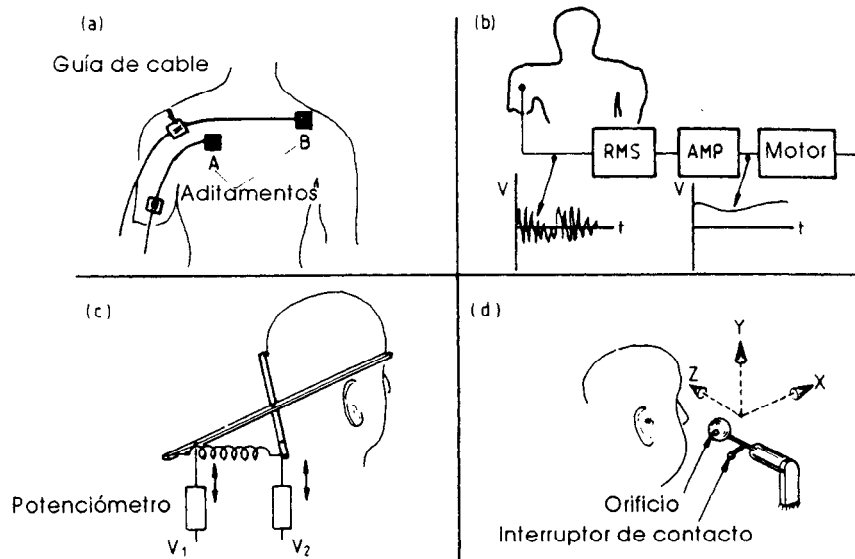 (a)
Guía de cable
A
B
Aditamentos
(b)
RMS
AMP
Motor
V
t
V
t
(c)
Potenciómetro
V₁
V₂
(d)
Y
Z
X
Orificio
Interruptor de contacto